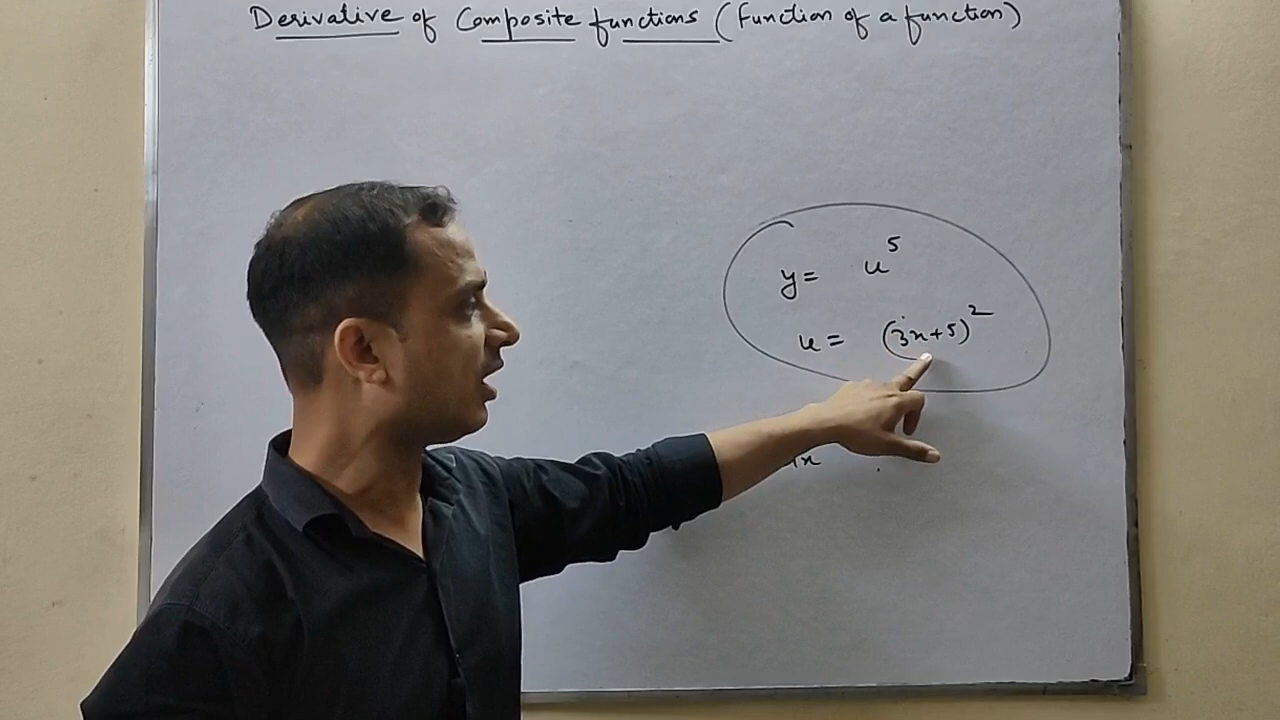 Derivative of Composite functions (function of a function)
y = u⁵
u = (3x+5)²